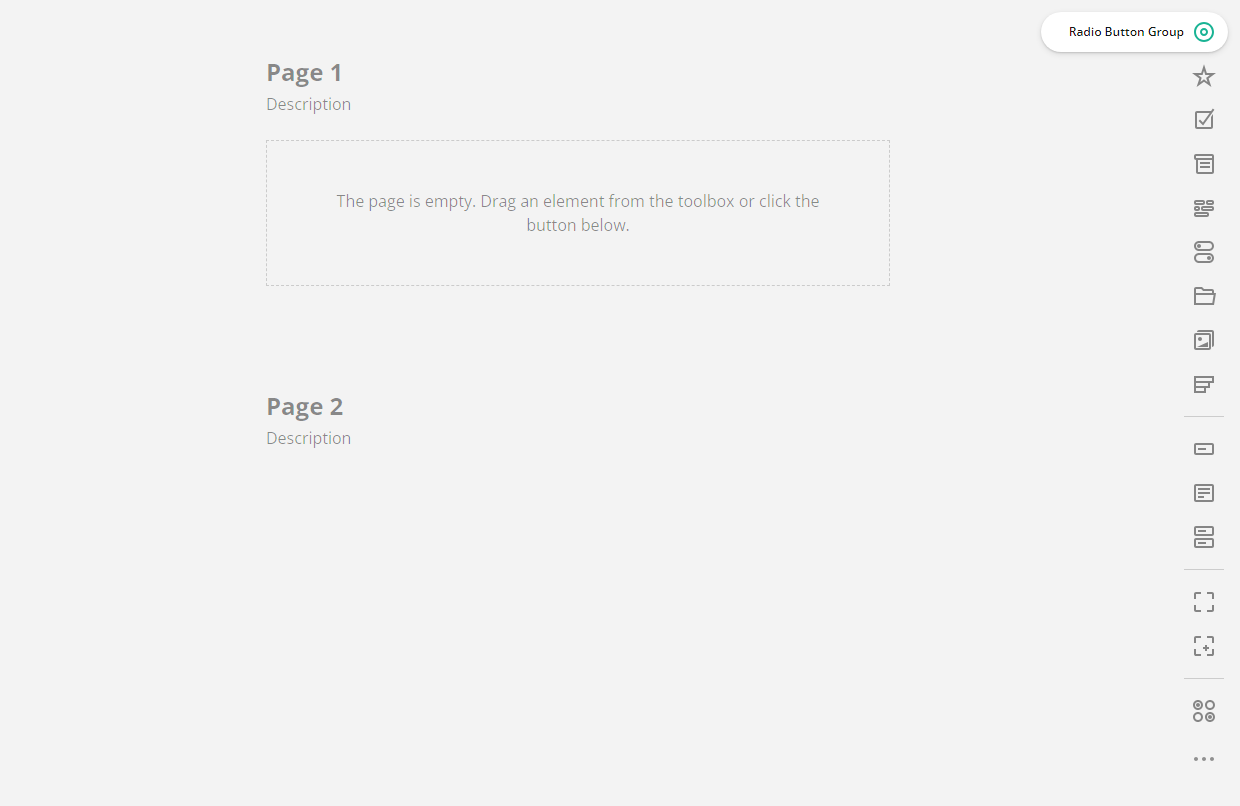 Radio Button Group
Page 1
Description
The page is empty. Drag an element from the toolbox or click the
button below.
Page 2
Description